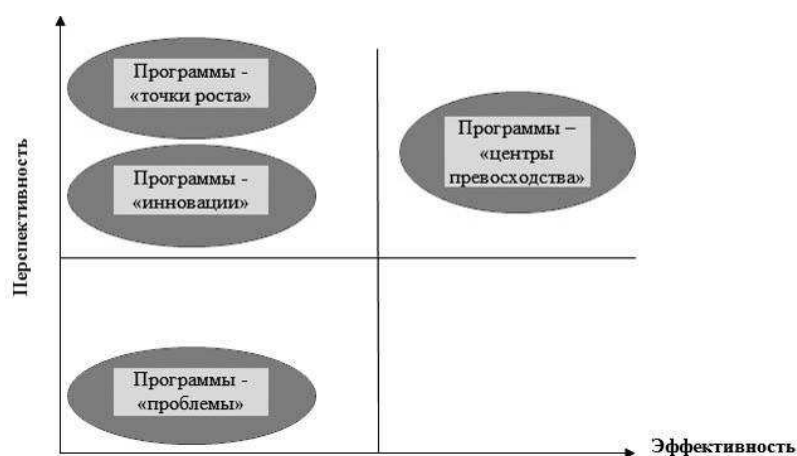 Программы -
«точки роста»
Программы –
«центры
превосходства»
Программы -
«инновации»
Перспективность
Программы -
«проблемы»
Эффективность